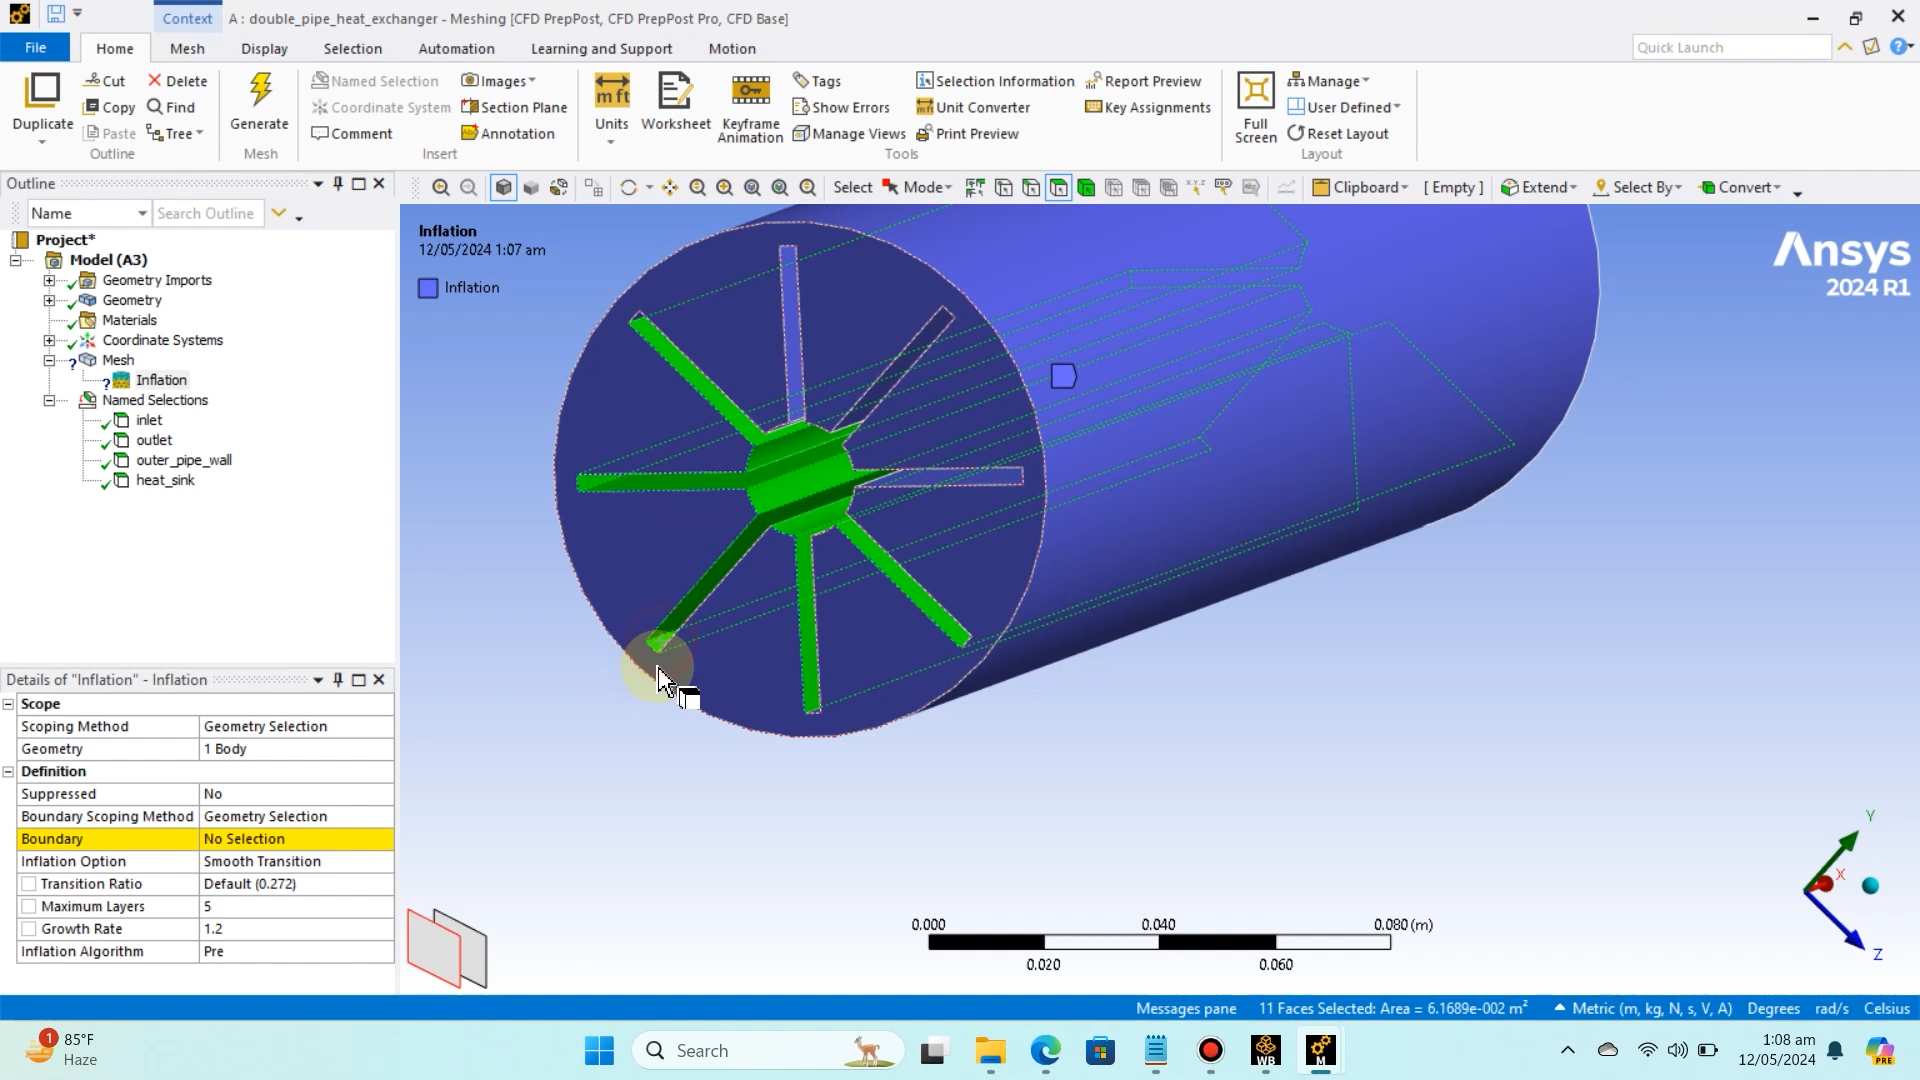 Context
A : double_pipe_heat_exchanger - Meshing [CFD PrepPost, CFD PrepPost Pro, CFD Base]
File
Home
Mesh
Display
Selection
Automation
Learning and Support
Motion
Quick Launch
Duplicate
Cut
Delete
Copy
Find
Paste
Tree
Outline
Generate
Mesh
Named Selection
Images
Coordinate System
Section Plane
Comment
Annotation
Insert
Units
Worksheet
Keyframe Animation
Tags
Show Errors
Manage Views
Selection Information
Unit Converter
Print Preview
Report Preview
Key Assignments
Tools
Full Screen
Manage
User Defined
Reset Layout
Layout
Outline
Name
Search Outline
Select
Mode
Clipboard
[ Empty ]
Extend
Select By
Convert
Project*
Model (A3)
Geometry Imports
Geometry
Materials
Coordinate Systems
Mesh
Inflation
Named Selections
inlet
outlet
outer_pipe_wall
heat_sink
Inflation
12/05/2024 1:07 am
Inflation
Ansys
2024 R1
Details of "Inflation" - Inflation
Scope
Scoping Method Geometry Selection
Geometry 1 Body
Definition
Suppressed No
Boundary Scoping Method Geometry Selection
Boundary No Selection
Inflation Option Smooth Transition
Transition Ratio Default (0.272)
Maximum Layers 5
Growth Rate 1.2
Inflation Algorithm Pre
0.000 0.040 0.080 (m)
0.020 0.060
Y
X
Z
Messages pane
11 Faces Selected: Area = 6.1689e-002 m²
Metric (m, kg, N, s, V, A)
Degrees
rad/s
Celsius
1
85°F
Haze
Search
WB
M
1:08 am
12/05/2024
PRE